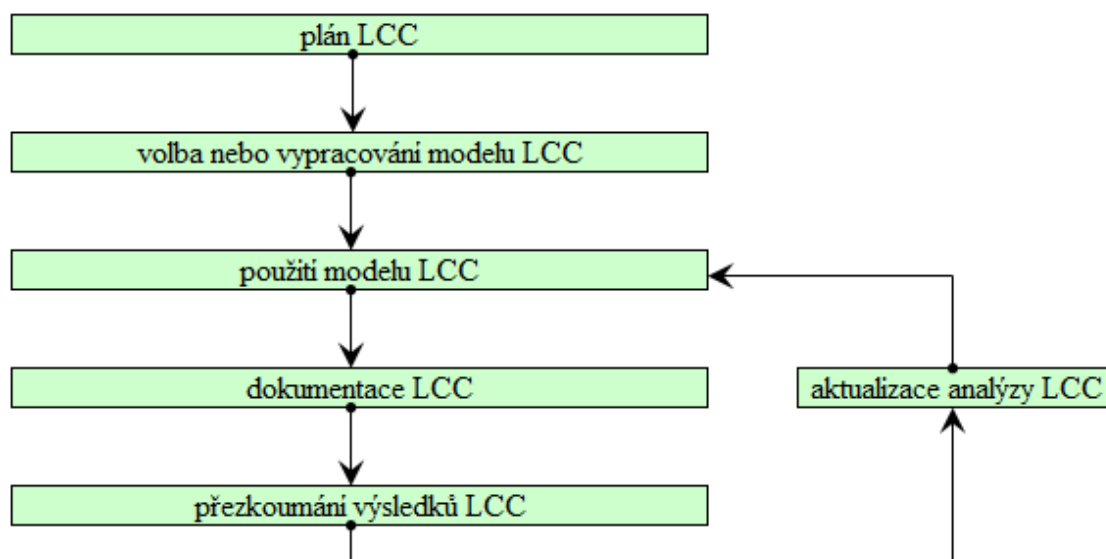 plán LCC
volba nebo vypracování modelu LCC
použití modelu LCC
dokumentace LCC
aktualizace analýzy LCC
přezkoumání výsledků LCC